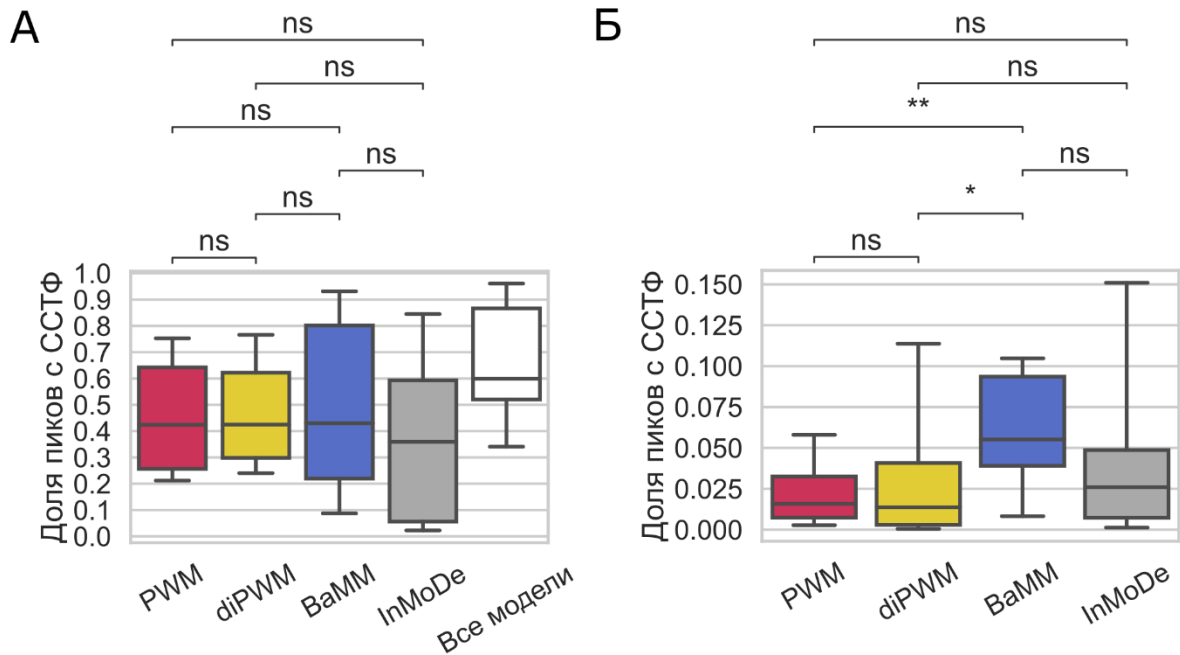 А
ns
ns
ns
ns
ns
ns
Доля пиков с ССТФ
1.0
0.9
0.8
0.7
0.6
0.5
0.4
0.3
0.2
0.1
0.0
PWM
diPWM
BaMM
InMoDe
Все модели
Б
ns
ns
**
ns
*
ns
Доля пиков с ССТФ
0.150
0.125
0.100
0.075
0.050
0.025
0.000
PWM
diPWM
BaMM
InMoDe